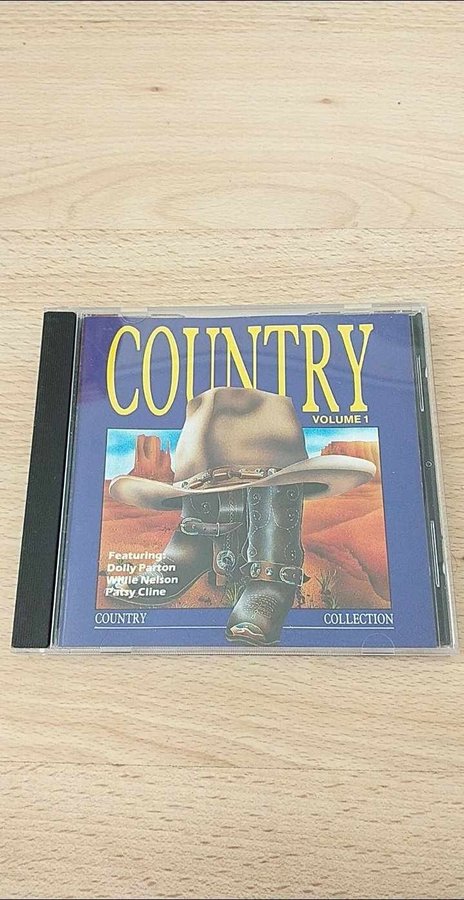 COUNTRY
VOLUME 1
Featuring:
Dolly Parton
Willie Nelson
Patsy Cline
COUNTRY COLLECTION